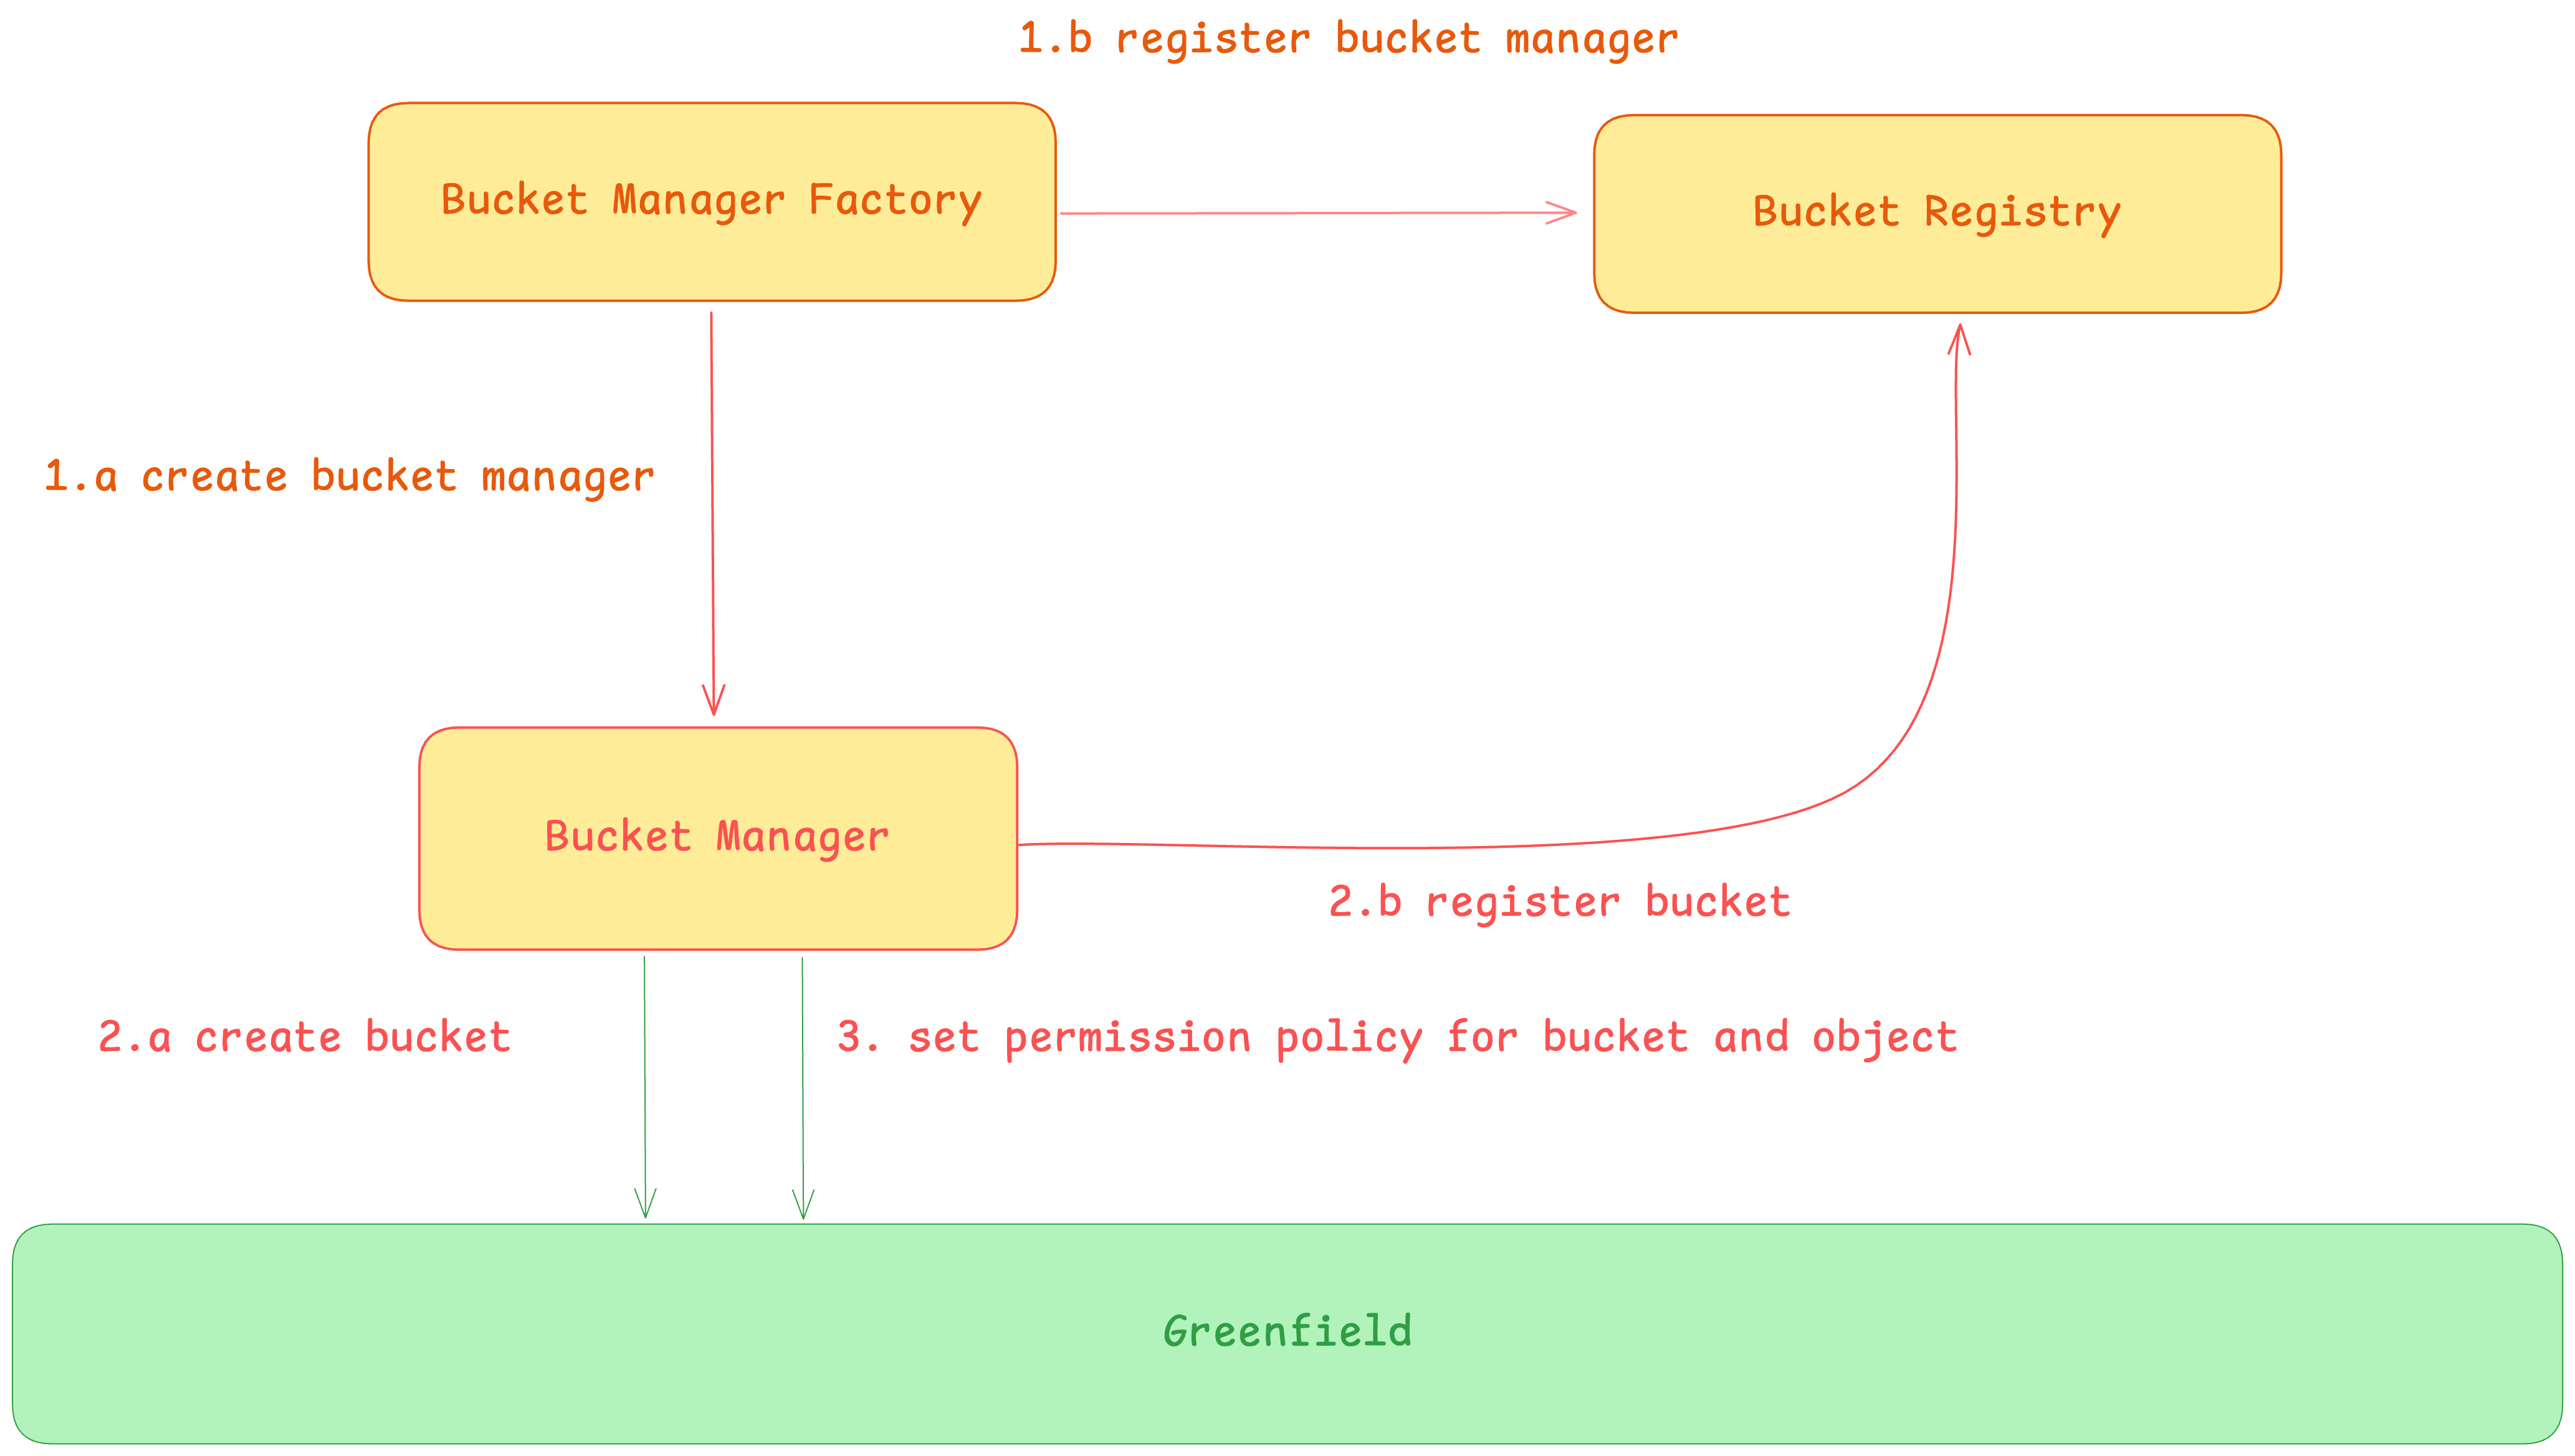 1.b register bucket manager
Bucket Manager Factory
Bucket Registry
1.a create bucket manager
Bucket Manager
2.b register bucket
2.a create bucket
3. set permission policy for bucket and object
Greenfield